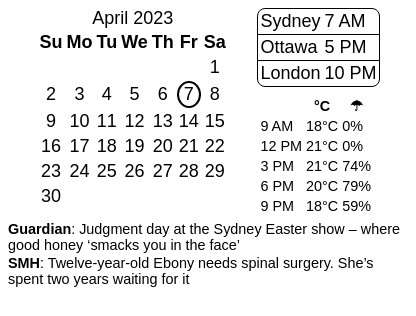 April 2023
Su Mo Tu We Th Fr Sa
1
2 3 4 5 6 7 8
9 10 11 12 13 14 15
16 17 18 19 20 21 22
23 24 25 26 27 28 29
30
Sydney 7 AM
Ottawa 5 PM
London 10 PM
°C ☂
9 AM 18°C 0%
12 PM 21°C 0%
3 PM 21°C 74%
6 PM 20°C 79%
9 PM 18°C 59%
Guardian: Judgment day at the Sydney Easter show – where
good honey ‘smacks you in the face’
SMH: Twelve-year-old Ebony needs spinal surgery. She’s
spent two years waiting for it